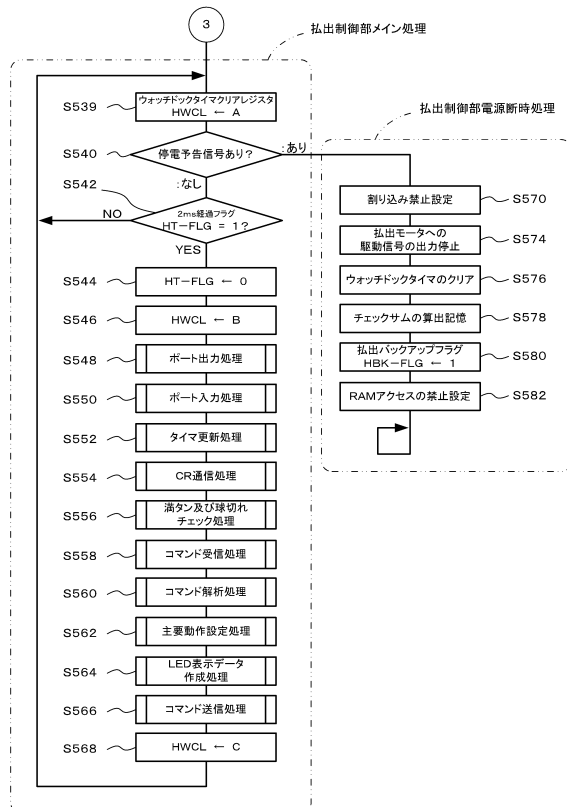 3
払出制御部メイン処理
S539
ウォッチドックタイマクリアレジスタ
HWCL ← A
払出制御部電源断時処理
S540
停電予告信号あり?
:あり
:なし
S542
2ms経過フラグ
HT-FLG = 1?
NO
YES
S544
HT-FLG ← 0
S546
HWCL ← B
S548
ポート出力処理
S550
ポート入力処理
S552
タイマ更新処理
S554
CR通信処理
S556
満タン及び球切れ
チェック処理
S558
コマンド受信処理
S560
コマンド解析処理
S562
主要動作設定処理
S564
LED表示データ
作成処理
S566
コマンド送信処理
S568
HWCL ← C
割り込み禁止設定
S570
払出モータへの
駆動信号の出力停止
S574
ウォッチドックタイマのクリア
S576
チェックサムの算出記憶
S578
払出バックアップフラグ
HBK-FLG ← 1
S580
RAMアクセスの禁止設定
S582